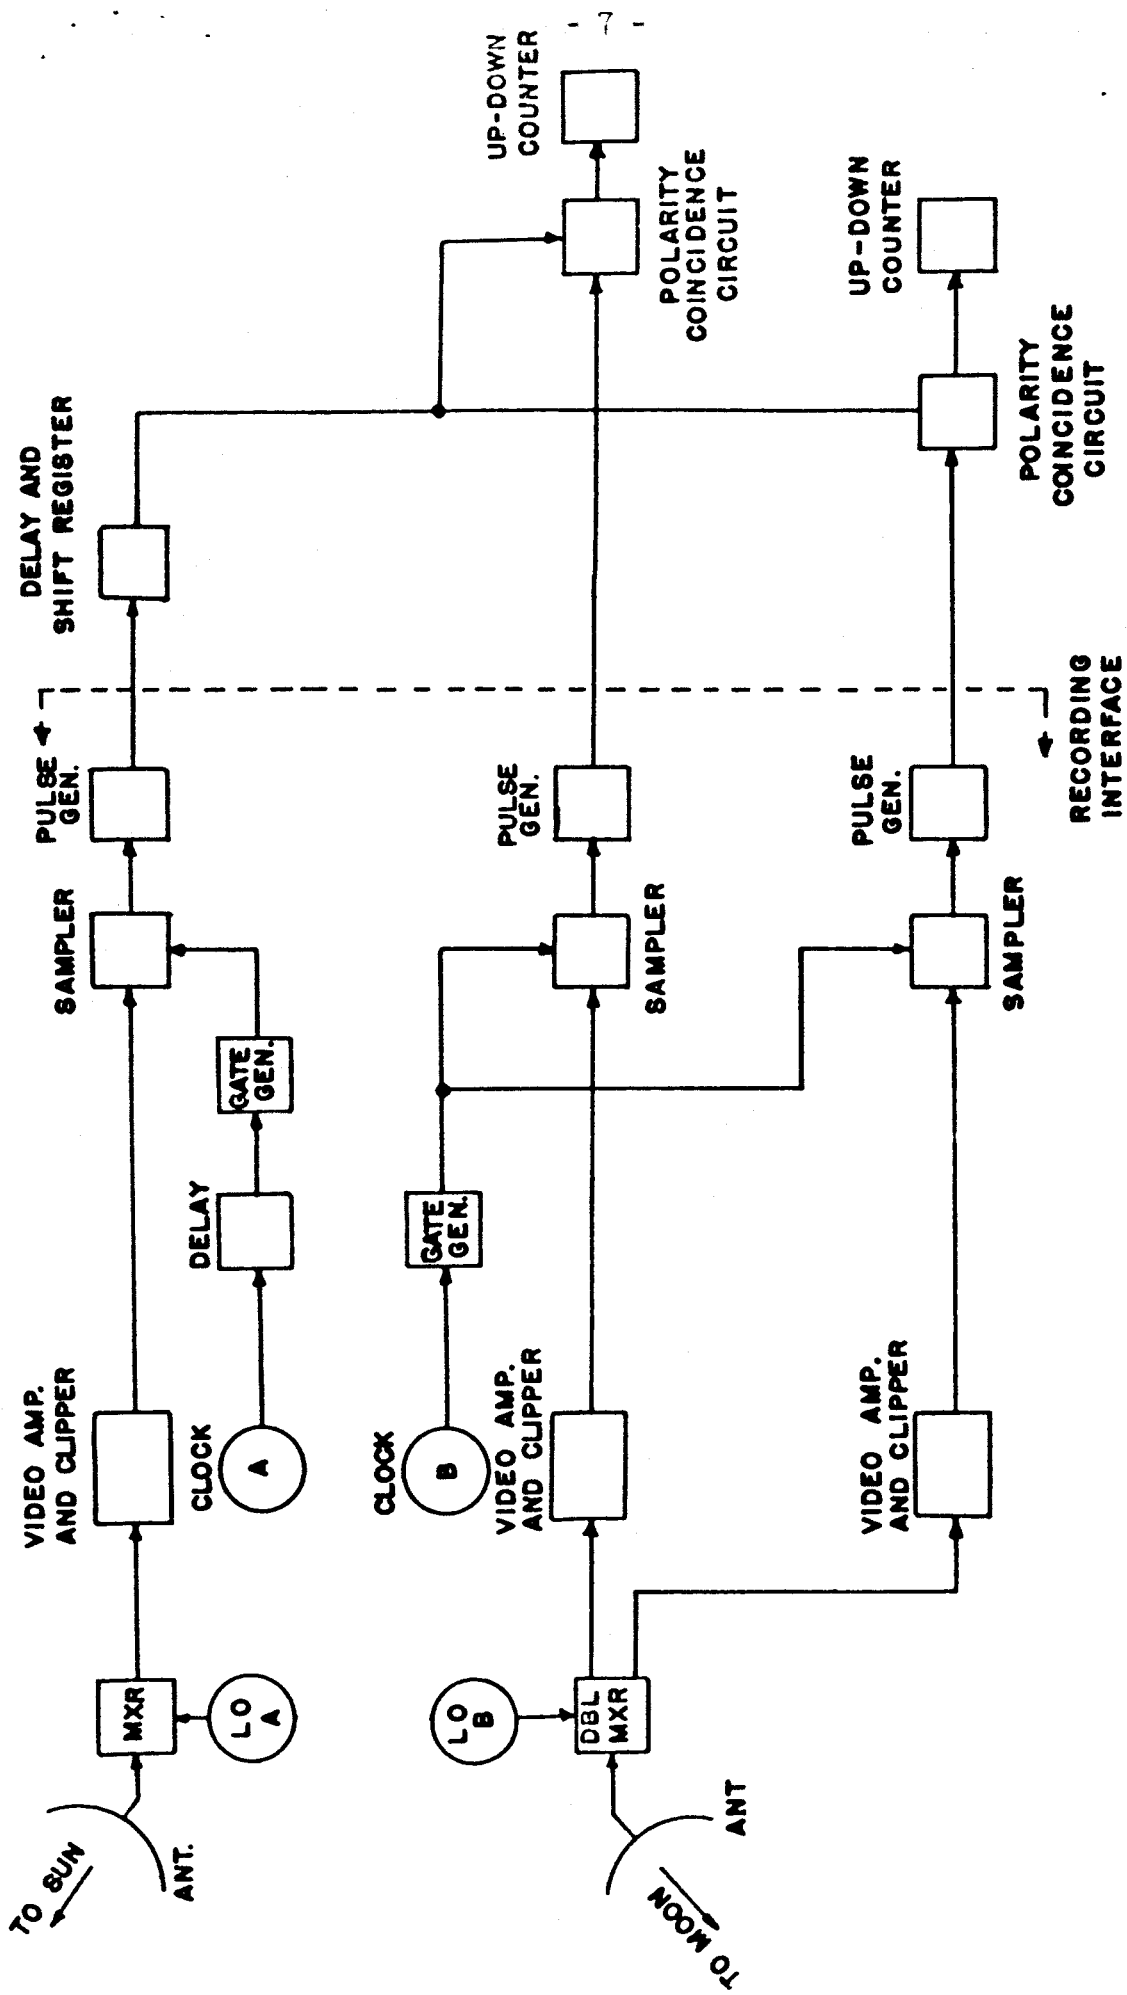 - 7 -
TO SUN
ANT.
MXR
LO
A
VIDEO AMP.
AND CLIPPER
CLOCK
A
DELAY
GATE
GEN.
SAMPLER
PULSE
GEN.
DELAY AND
SHIFT REGISTER
TO MOON
ANT
LO
B
DBL
MXR
CLOCK
B
VIDEO AMP.
AND CLIPPER
GATE
GEN.
SAMPLER
PULSE
GEN.
POLARITY
COINCIDENCE
CIRCUIT
UP-DOWN
COUNTER
VIDEO AMP.
AND CLIPPER
SAMPLER
PULSE
GEN.
RECORDING
INTERFACE
POLARITY
COINCIDENCE
CIRCUIT
UP-DOWN
COUNTER